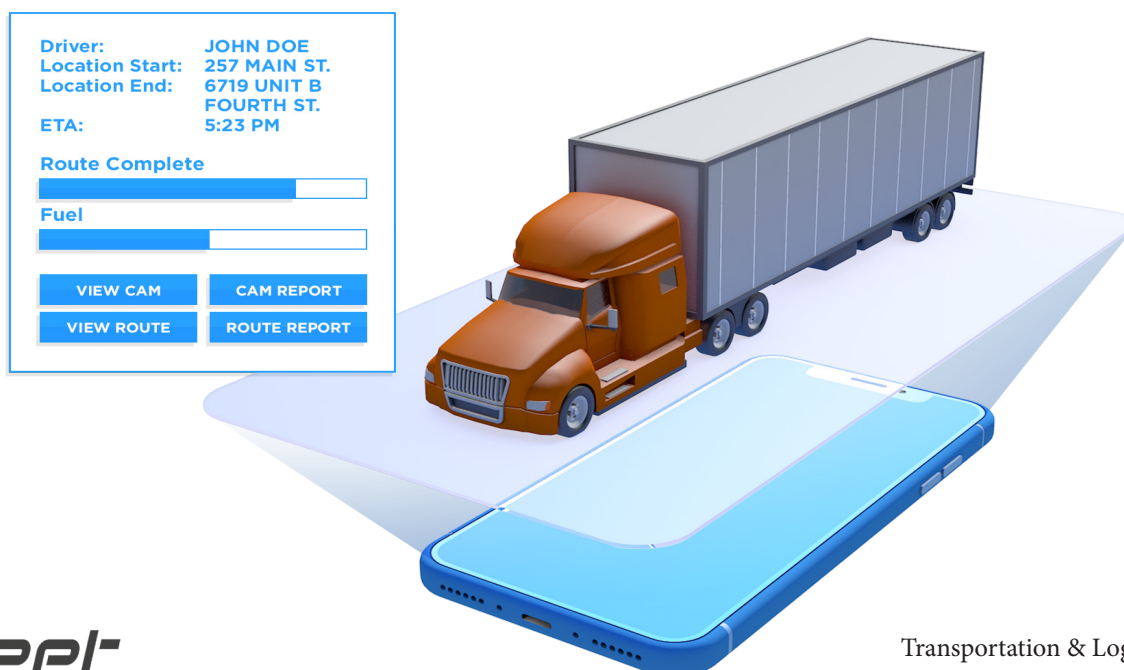 Driver: JOHN DOE
Location Start: 257 MAIN ST.
Location End: 6719 UNIT B
FOURTH ST.
ETA: 5:23 PM
Route Complete
Fuel
VIEW CAM CAM REPORT
VIEW ROUTE ROUTE REPORT
Transportation &